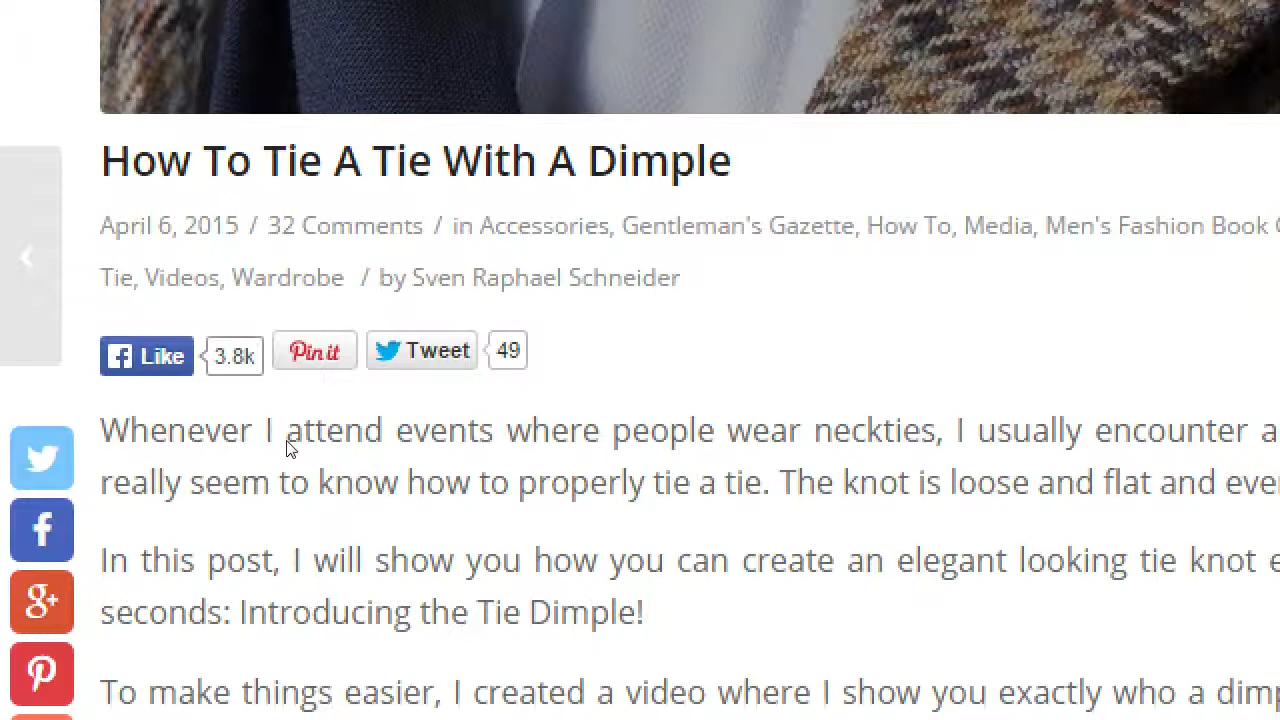 How To Tie A Tie With A Dimple
April 6, 2015 / 32 Comments / in Accessories, Gentleman's Gazette, How To, Media, Men's Fashion Book
Tie, Videos, Wardrobe / by Sven Raphael Schneider
Like 3.8k Pin it Tweet 49
Whenever I attend events where people wear neckties, I usually encounter
really seem to know how to properly tie a tie. The knot is loose and flat and
In this post, I will show you how you can create an elegant looking tie knot
seconds: Introducing the Tie Dimple!
To make things easier, I created a video where I show you exactly who a